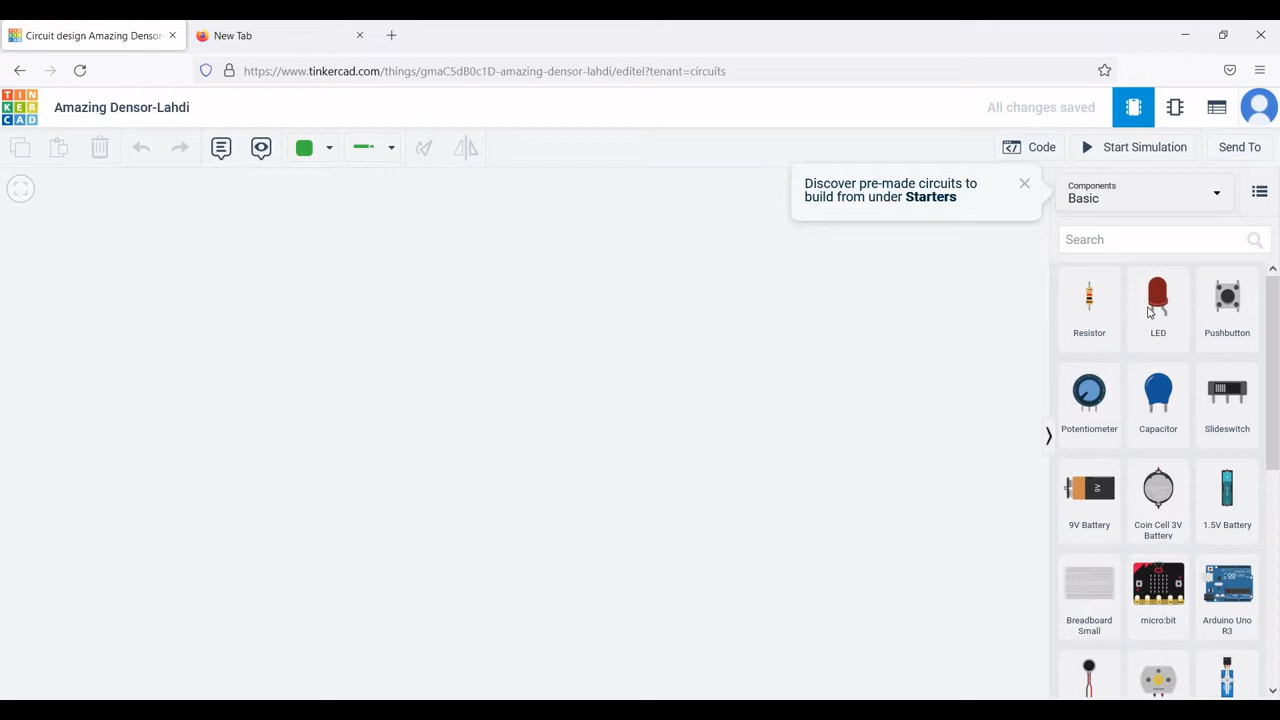 Circuit design Amazing Densor-
New Tab
https://www.tinkercad.com/things/gmaC5dB0c1D-amazing-densor-lahdi/editel?tenant=circuits
TIN
KER
CAD
Amazing Densor-Lahdi
All changes saved
Code
Start Simulation
Send To
Discover pre-made circuits to
build from under Starters
Components
Basic
Search
Resistor
LED
Pushbutton
Potentiometer
Capacitor
Slideswitch
9V
9V Battery
Coin Cell 3V
Battery
1.5V Battery
Breadboard
Small
micro:bit
Arduino Uno
R3